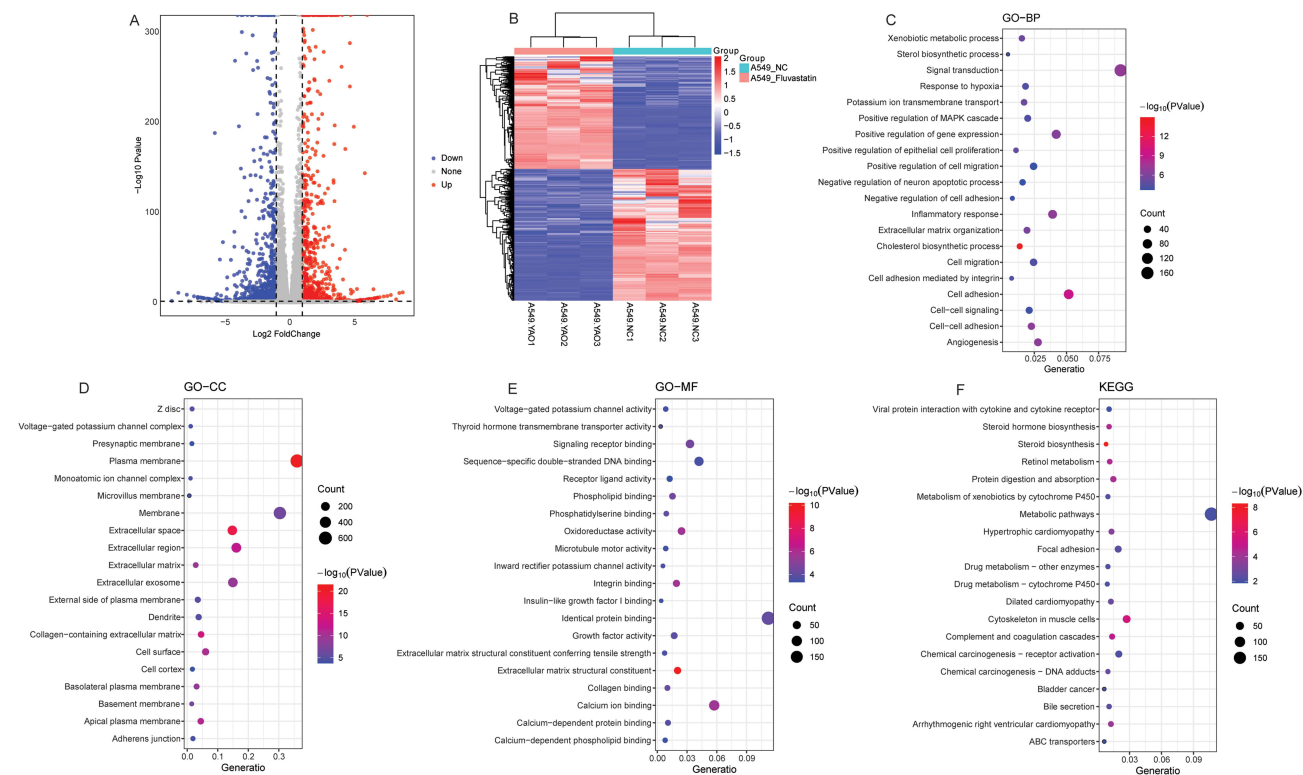 A
300
200
100
0
−Log10 Pvalue
−5
0
5
Log2 FoldChange
Down
None
Up
B
Group
Group
A549_NC
A549_Fluvastatin
2
1.5
1
0.5
0
−0.5
−1
−1.5
A549.YAO1
A549.YAO2
A549.YAO3
A549.NC1
A549.NC2
A549.NC3
C
GO−BP
Xenobiotic metabolic process
Sterol biosynthetic process
Signal transduction
Response to hypoxia
Potassium ion transmembrane transport
Positive regulation of MAPK cascade
Positive regulation of gene expression
Positive regulation of epithelial cell proliferation
Positive regulation of cell migration
Negative regulation of neuron apoptotic process
Negative regulation of cell adhesion
Inflammatory response
Extracellular matrix organization
Cholesterol biosynthetic process
Cell migration
Cell adhesion mediated by integrin
Cell adhesion
Cell−cell signaling
Cell−cell adhesion
Angiogenesis
0.025
0.050
0.075
Generatio
−log10(PValue)
12
9
6
Count
40
80
120
160
D
GO−CC
Z disc
Voltage−gated potassium channel complex
Presynaptic membrane
Plasma membrane
Monoatomic ion channel complex
Microvillus membrane
Membrane
Extracellular space
Extracellular region
Extracellular matrix
Extracellular exosome
External side of plasma membrane
Dendrite
Collagen−containing extracellular matrix
Cell surface
Cell cortex
Basolateral plasma membrane
Basement membrane
Apical plasma membrane
Adherens junction
0.0
0.1
0.2
0.3
Generatio
Count
200
400
600
−log10(PValue)
20
15
10
5
E
GO−MF
Voltage−gated potassium channel activity
Thyroid hormone transmembrane transporter activity
Signaling receptor binding
Sequence−specific double−stranded DNA binding
Receptor ligand activity
Phospholipid binding
Phosphatidylserine binding
Oxidoreductase activity
Microtubule motor activity
Inward rectifier potassium channel activity
Integrin binding
Insulin−like growth factor I binding
Identical protein binding
Growth factor activity
Extracellular matrix structural constituent conferring tensile strength
Extracellular matrix structural constituent
Collagen binding
Calcium ion binding
Calcium−dependent protein binding
Calcium−dependent phospholipid binding
0.00
0.03
0.06
0.09
Generatio
−log10(PValue)
10
8
6
4
Count
50
100
150
F
KEGG
Viral protein interaction with cytokine and cytokine receptor
Steroid hormone biosynthesis
Steroid biosynthesis
Retinol metabolism
Protein digestion and absorption
Metabolism of xenobiotics by cytochrome P450
Metabolic pathways
Hypertrophic cardiomyopathy
Focal adhesion
Drug metabolism − other enzymes
Drug metabolism − cytochrome P450
Dilated cardiomyopathy
Cytoskeleton in muscle cells
Complement and coagulation cascades
Chemical carcinogenesis − receptor activation
Chemical carcinogenesis − DNA adducts
Bladder cancer
Bile secretion
Arrhythmogenic right ventricular cardiomyopathy
ABC transporters
0.03
0.06
0.09
Generatio
−log10(PValue)
8
6
4
2
Count
50
100
150